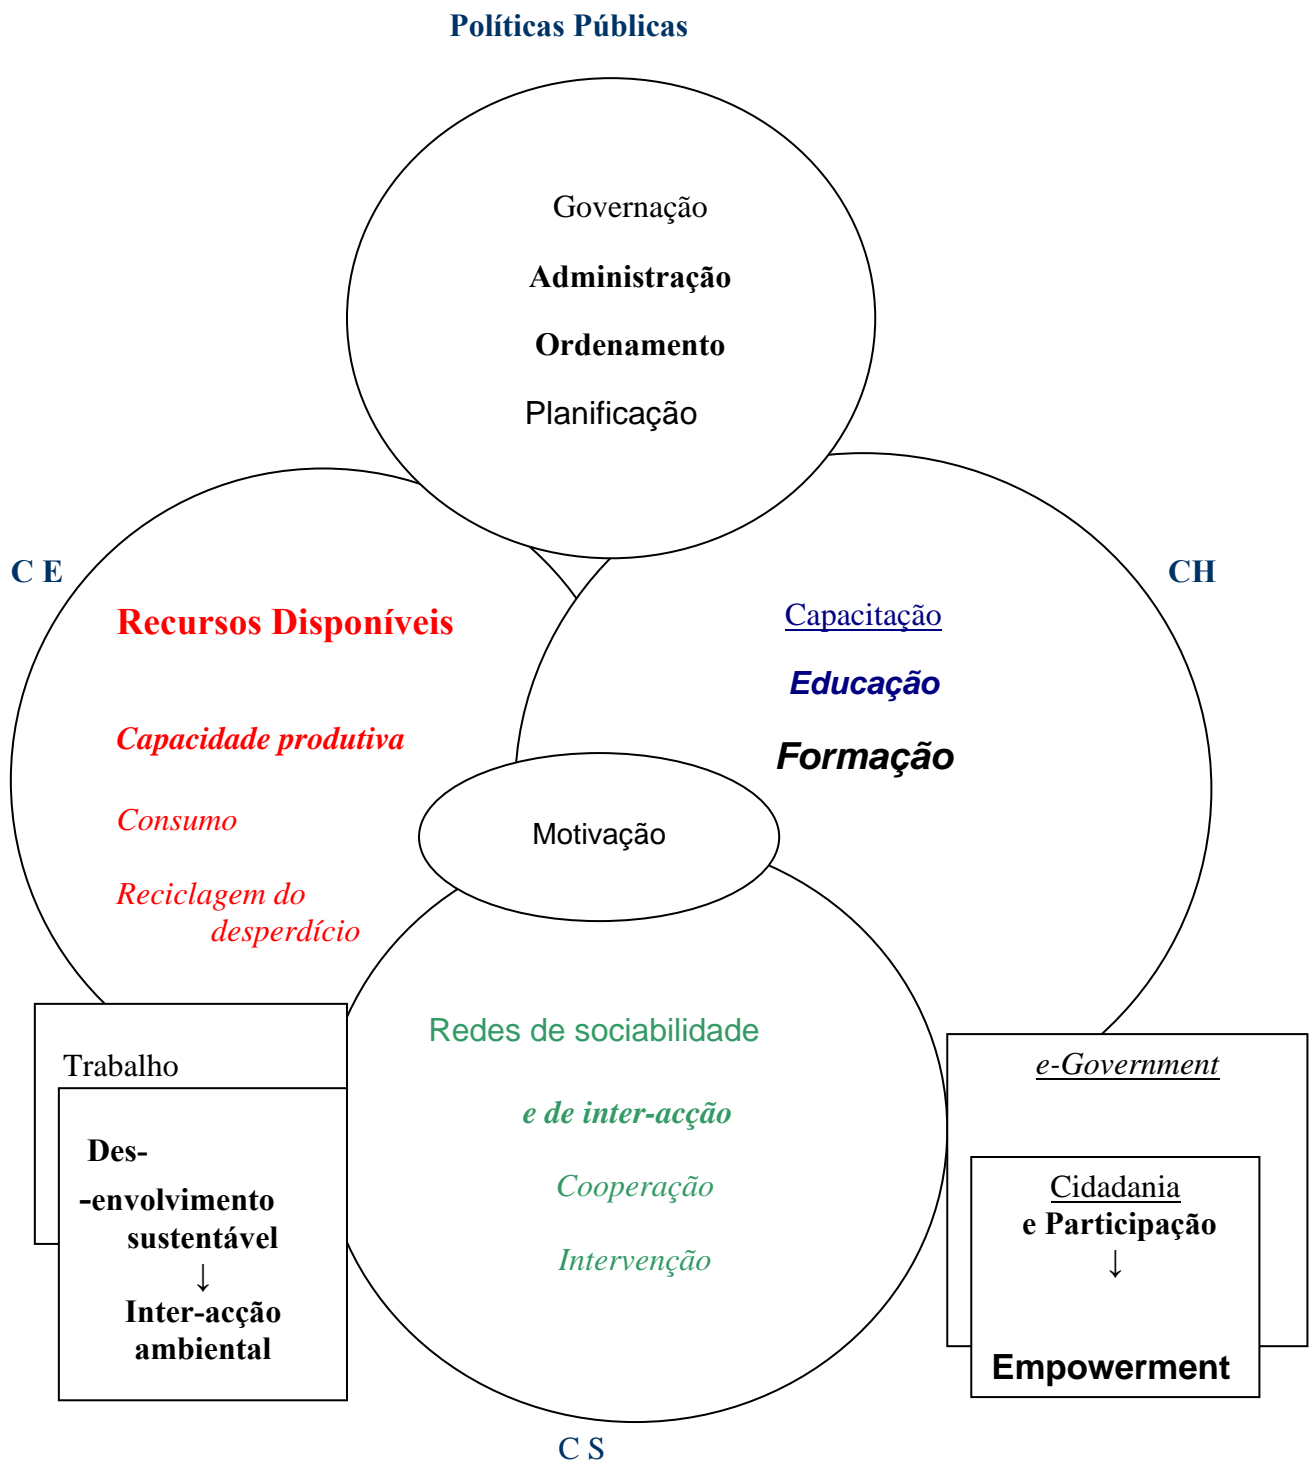 Políticas Públicas
Governação
Administração
Ordenamento
Planificação
C E
CH
Recursos Disponíveis
Capacidade produtiva
Consumo
Reciclagem do
desperdício
Capacitação
Educação
Formação
Motivação
Redes de sociabilidade
e de inter-acção
Cooperação
Intervenção
Trabalho
Des-
-envolvimento
sustentável
↓
Inter-acção
ambiental
e-Government
Cidadania
e Participação
↓
Empowerment
C S